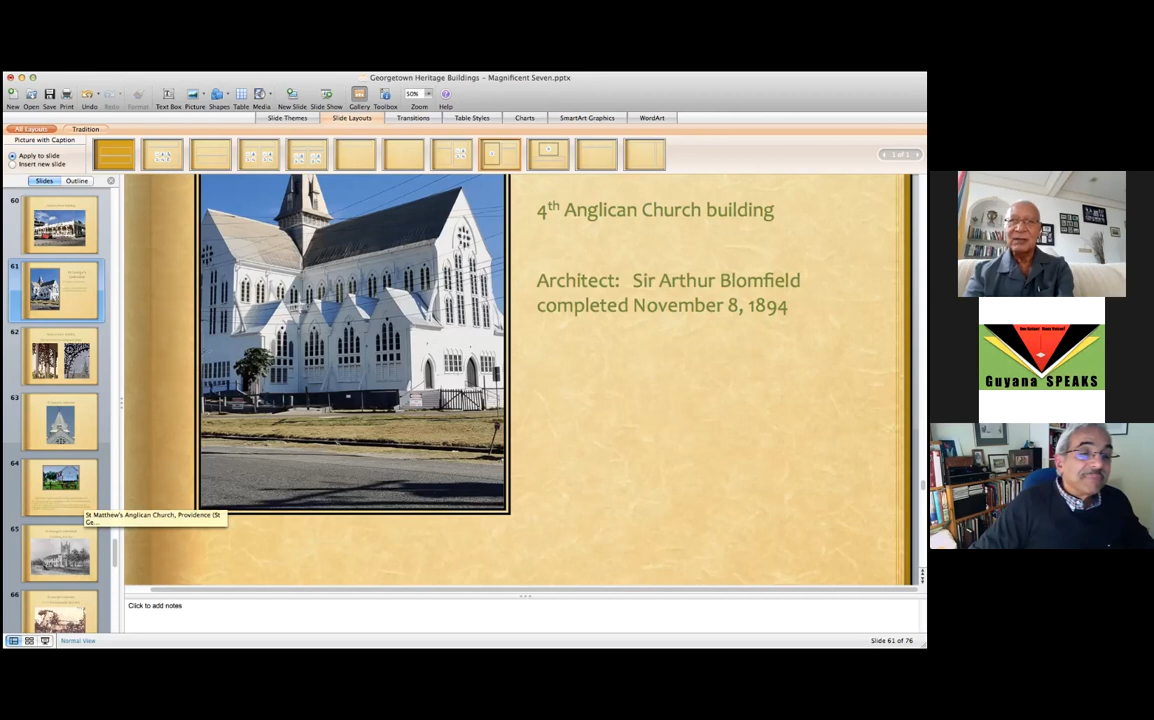 Georgetown Heritage Buildings – Magnificent Seven.pptx
New Open Save Print Undo Redo Format Text Box Picture Shapes Table Media New Slide Slide Show Gallery Toolbox Zoom Help
50%
Slide Themes Slide Layouts Transitions Table Styles Charts SmartArt Graphics WordArt
All Layouts Tradition
Picture with Caption
Apply to slide
Insert new slide
1 of 1
Slides Outline
60
61
62
63
64
65
66
4th Anglican Church building
Architect: Sir Arthur Blomfield
completed November 8, 1894
St Matthew's Anglican Church, Providence (St
Ge...
Click to add notes
Normal View
Slide 61 of 76
One Nation! Many Voices!
Guyana SPEAKS